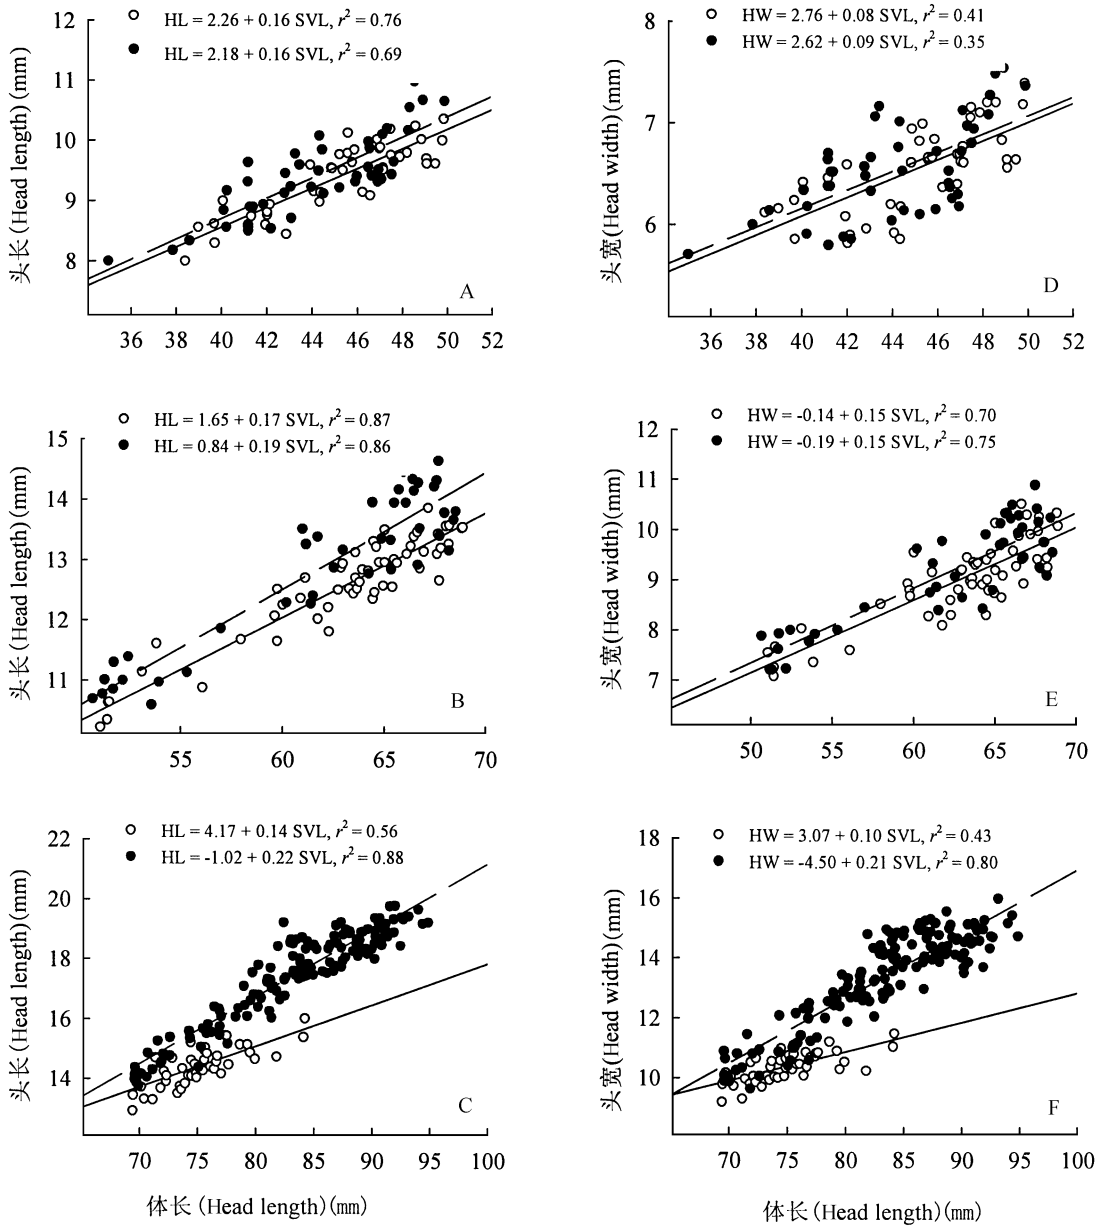 HL = 2.26 + 0.16 SVL, r² = 0.76
HL = 2.18 + 0.16 SVL, r² = 0.69
12
11
10
9
8
头长 (Head length) (mm)
A
36 38 40 42 44 46 48 50 52
HW = 2.76 + 0.08 SVL, r² = 0.41
HW = 2.62 + 0.09 SVL, r² = 0.35
8
7
6
头宽(Head width)(mm)
D
36 38 40 42 44 46 48 50 52
HL = 1.65 + 0.17 SVL, r² = 0.87
HL = 0.84 + 0.19 SVL, r² = 0.86
15
14
13
12
11
头长 (Head length) (mm)
B
55 60 65 70
HW = -0.14 + 0.15 SVL, r² = 0.70
HW = -0.19 + 0.15 SVL, r² = 0.75
12
11
10
9
8
7
头宽(Head width)(mm)
E
50 55 60 65 70
HL = 4.17 + 0.14 SVL, r² = 0.56
HL = -1.02 + 0.22 SVL, r² = 0.88
22
20
18
16
14
头长 (Head length)(mm)
C
70 75 80 85 90 95 100
体长 (Head length)(mm)
HW = 3.07 + 0.10 SVL, r² = 0.43
HW = -4.50 + 0.21 SVL, r² = 0.80
18
16
14
12
10
头宽(Head width)(mm)
F
70 75 80 85 90 95 100
体长 (Head length)(mm)